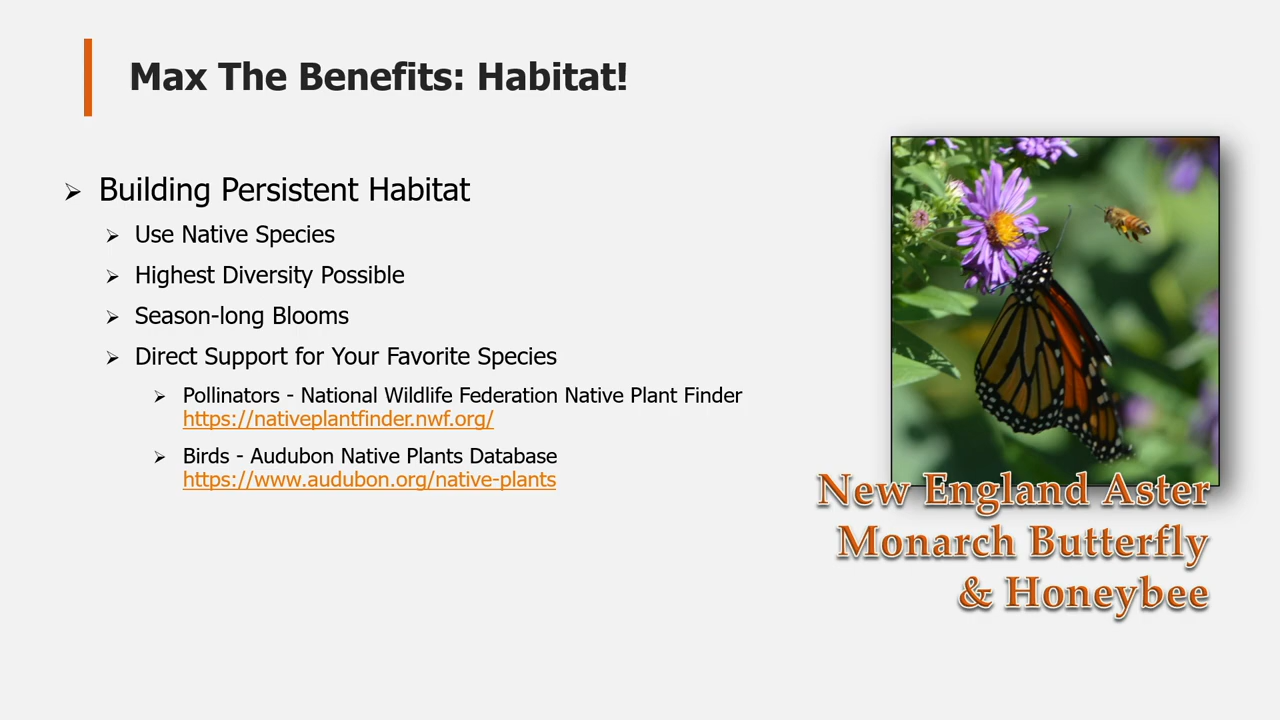 Max The Benefits: Habitat!
Building Persistent Habitat
Use Native Species
Highest Diversity Possible
Season-long Blooms
Direct Support for Your Favorite Species
Pollinators - National Wildlife Federation Native Plant Finder
https://nativeplantfinder.nwf.org/
Birds - Audubon Native Plants Database
https://www.audubon.org/native-plants
New England Aster
Monarch Butterfly
& Honeybee